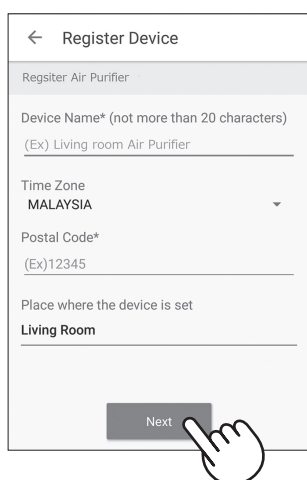 Register Device
Regsiter Air Purifier
Device Name* (not more than 20 characters)
(Ex) Living room Air Purifier
Time Zone
MALAYSIA
Postal Code*
(Ex)12345
Place where the device is set
Living Room
Next